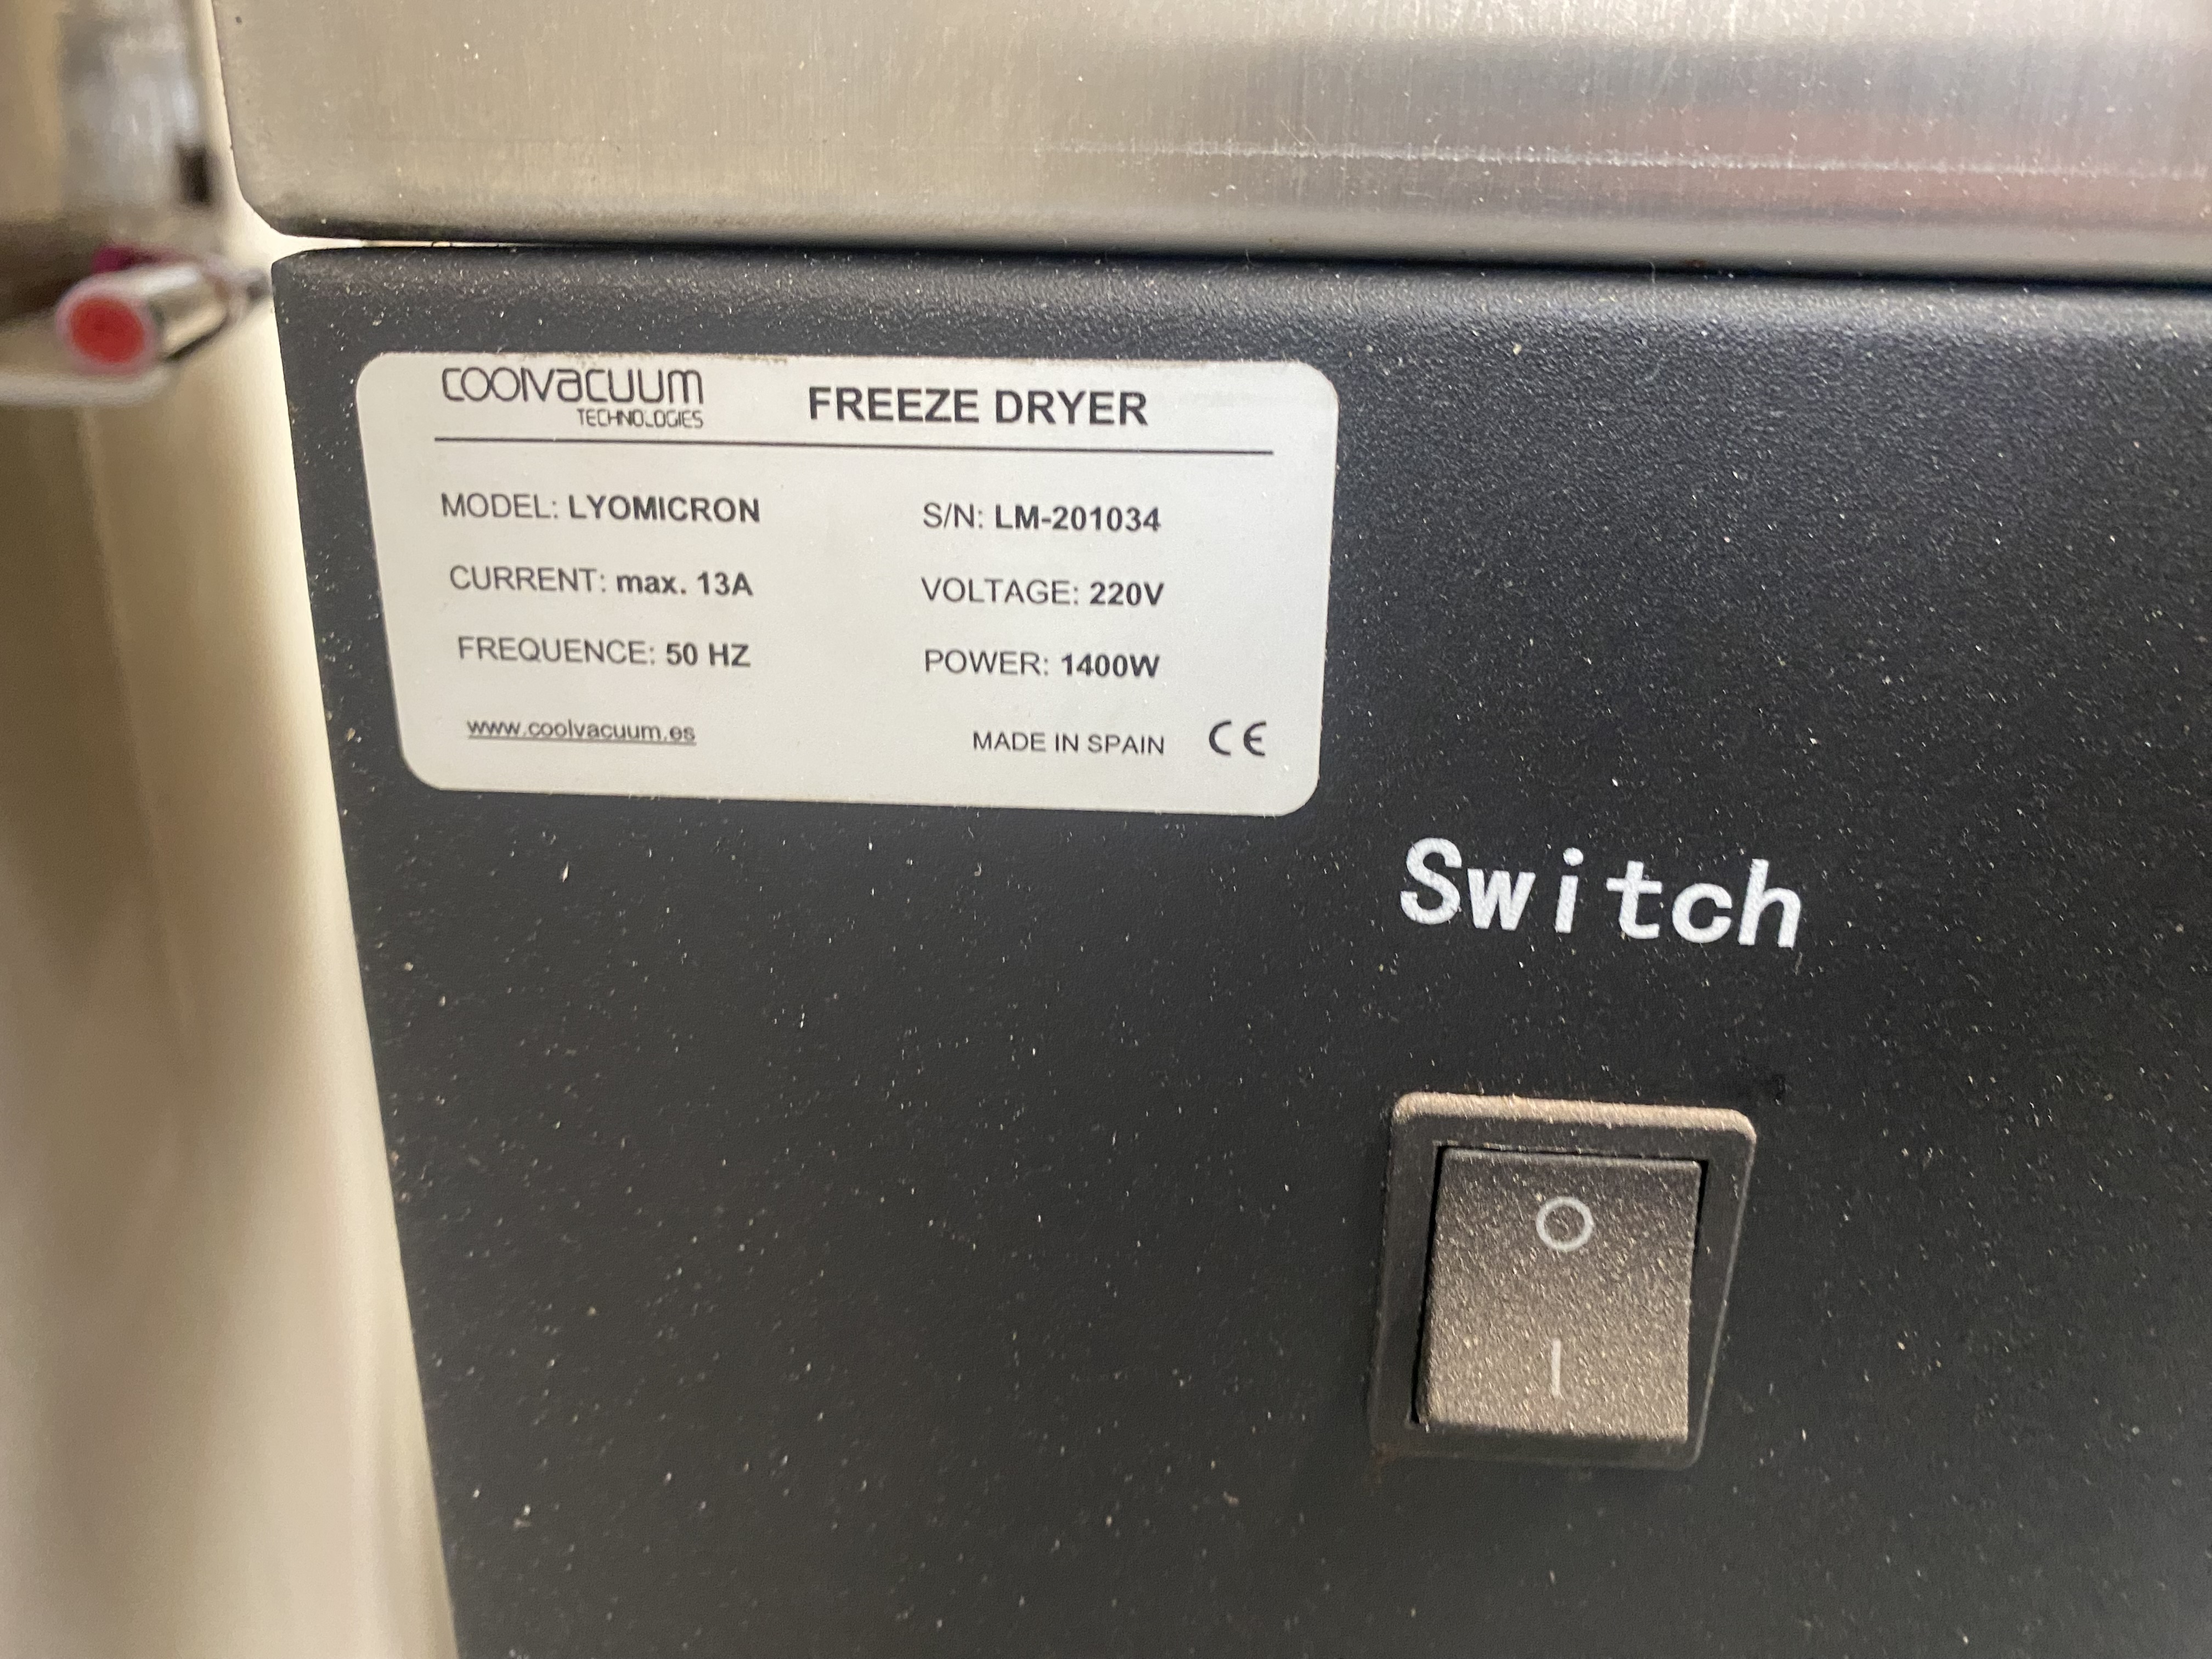 coolvacuum
TECHNOLOGIES
FREEZE DRYER
MODEL: LYOMICRON
S/N: LM-201034
CURRENT: max. 13A
VOLTAGE: 220V
FREQUENCE: 50 HZ
POWER: 1400W
www.coolvacuum.es
MADE IN SPAIN
CE
Switch
O
I